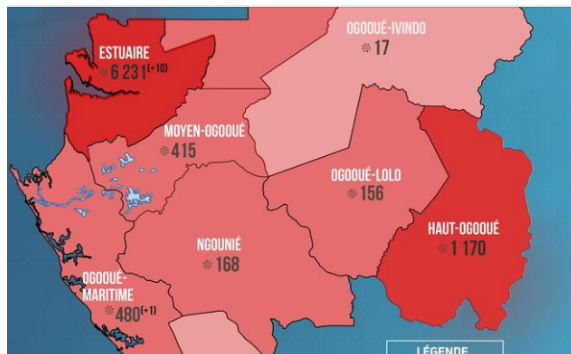 OGOOUÉ-IVINDO
17
ESTUAIRE
6 231(+10)
MOYEN-OGOOUÉ
415
OGOOUÉ-LOLO
156
HAUT-OGOOUÉ
1 170
NGOUNIÉ
168
OGOOUÉ-
MARITIME
480(+1)
LÉGENDE